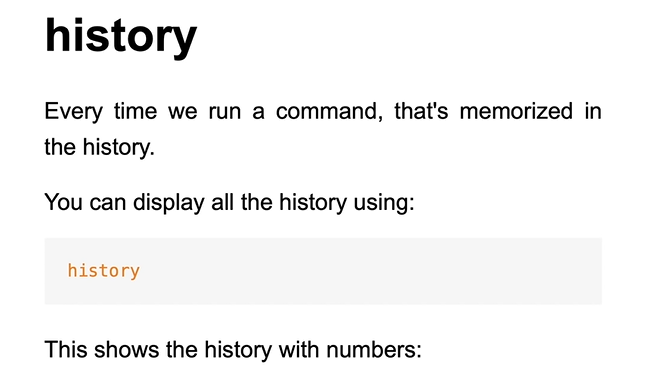 history
Every time we run a command, that's memorized in
the history.
You can display all the history using:
history
This shows the history with numbers: